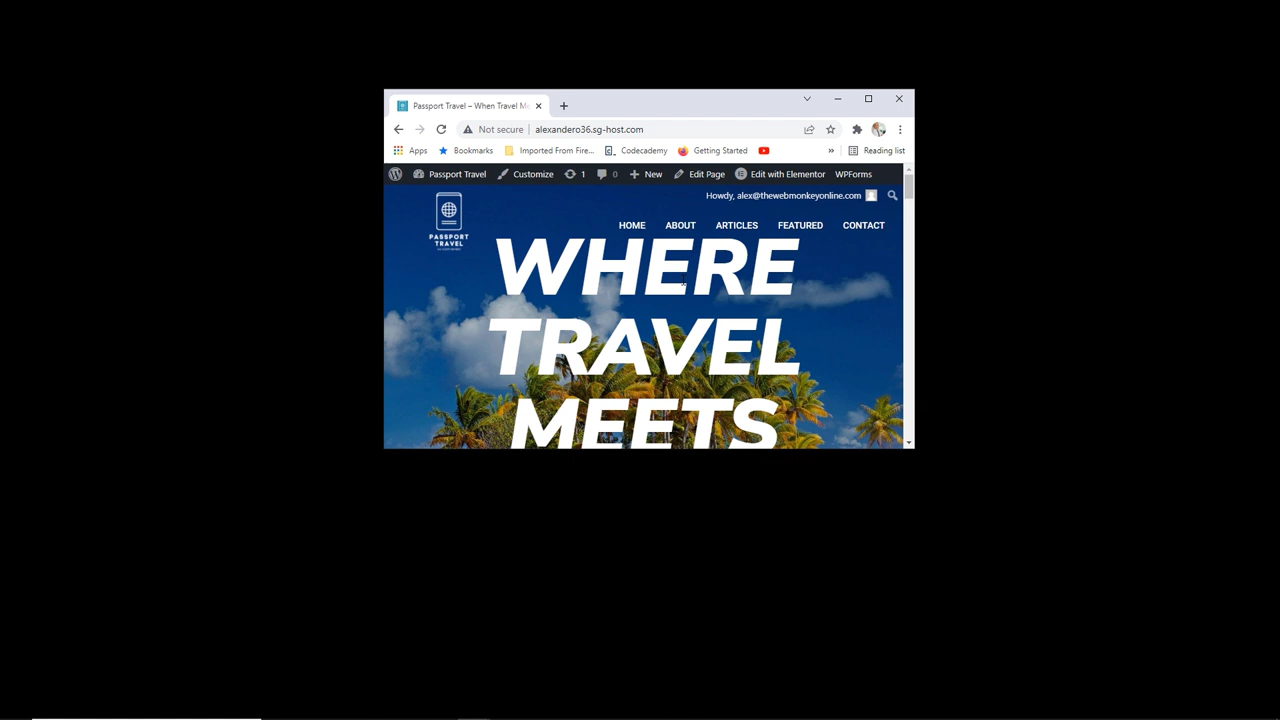 Passport Travel – When Travel Me
Not secure
alexandero36.sg-host.com
Apps
Bookmarks
Imported From Fire...
Codecademy
Getting Started
»
Reading list
Passport Travel
Customize
1
0
New
Edit Page
Edit with Elementor
WPForms
Howdy, alex@thewebmonkeyonline.com
PASSPORT
TRAVEL
HOME
ABOUT
ARTICLES
FEATURED
CONTACT
WHERE
TRAVEL
MEETS